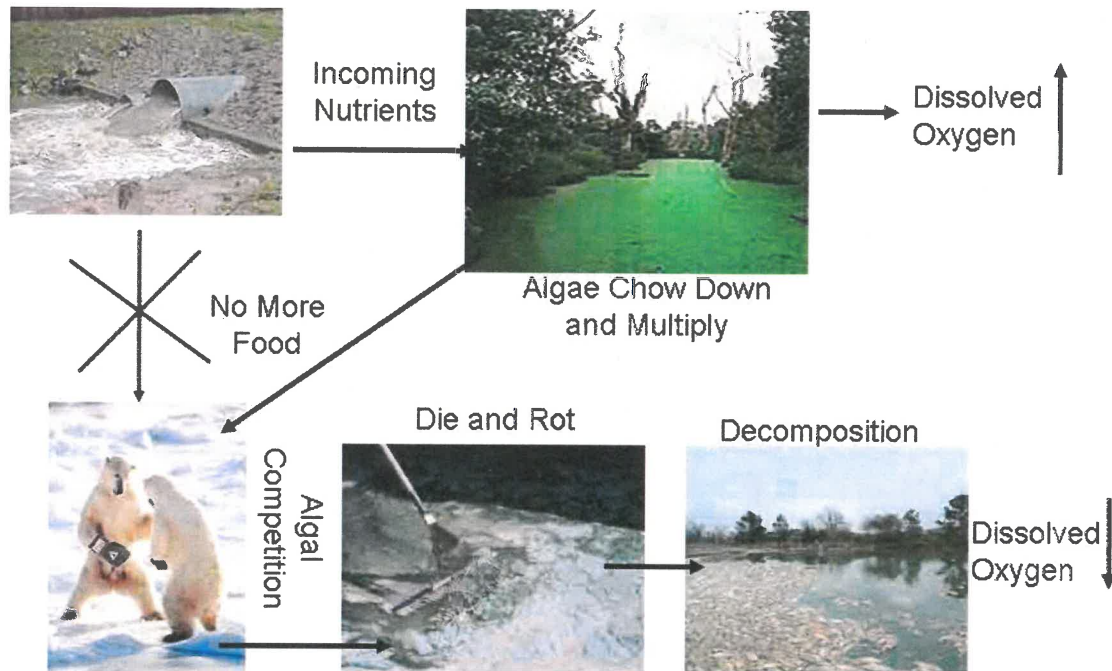 Incoming
Nutrients
Dissolved
Oxygen
Algae Chow Down
and Multiply
No More
Food
Algal
Competition
Die and Rot
Decomposition
Dissolved
Oxygen